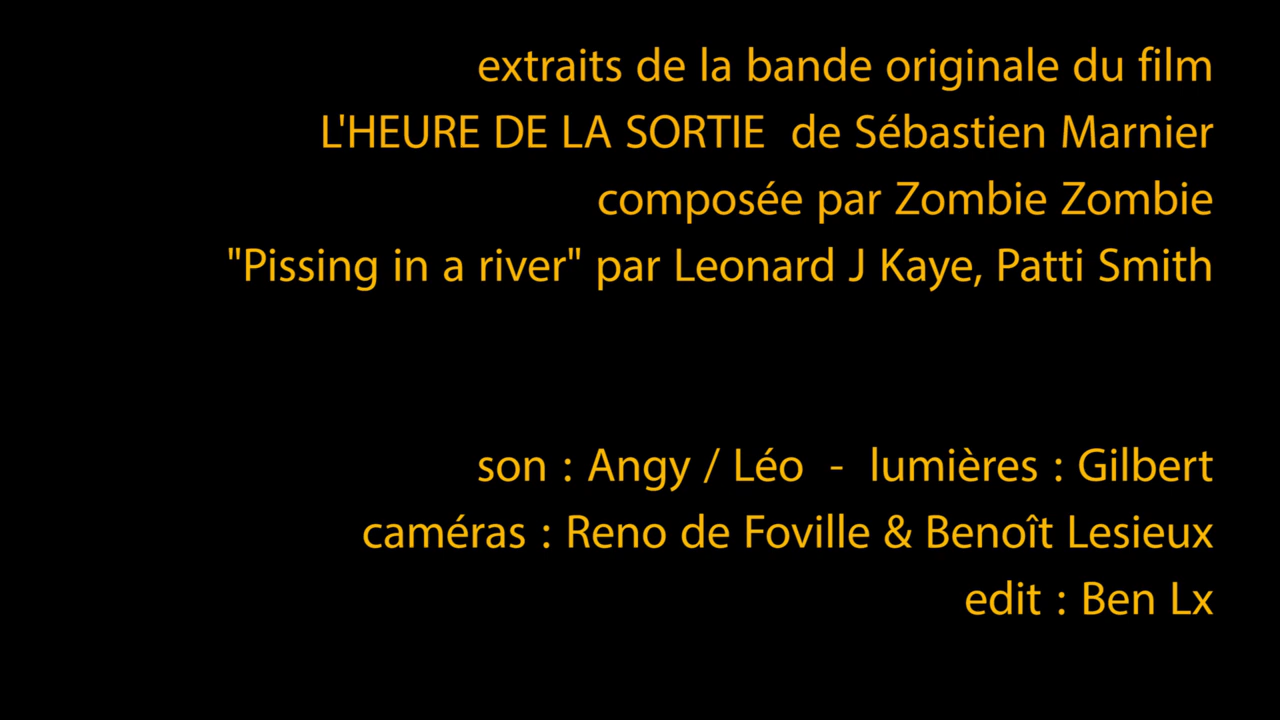 extraits de la bande originale du film
L'HEURE DE LA SORTIE  de Sébastien Marnier
composée par Zombie Zombie
"Pissing in a river" par Leonard J Kaye, Patti Smith
son : Angy / Léo  -  lumières : Gilbert
caméras : Reno de Foville & Benoît Lesieux
edit : Ben Lx